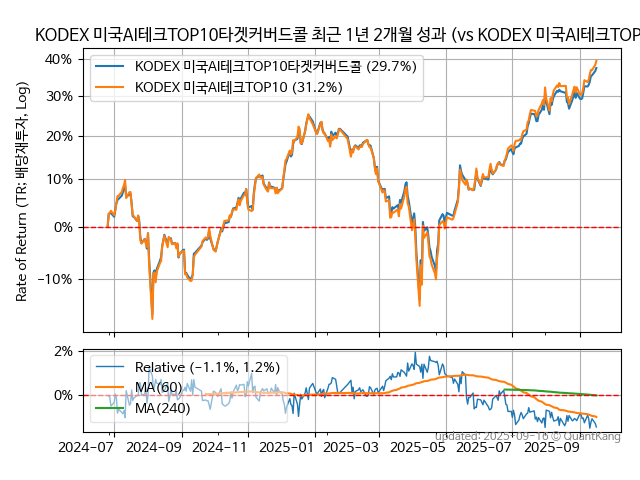 KODEX 미국AI테크TOP10타겟커버드콜 최근 1년 2개월 성과 (vs KODEX 미국AI테크TOP
Rate of Return (TR: 배당재투자, Log)
40%
30%
20%
10%
0%
−10%
KODEX 미국AI테크TOP10타겟커버드콜 (29.7%)
KODEX 미국AI테크TOP10 (31.2%)
2%
0%
Relative (−1.1%, 1.2%)
MA(60)
MA(240)
2024-07 2024-09 2024-11 2025-01 2025-03 2025-05 2025-07 2025-09
updated: 2025-09-16 © QuantKang